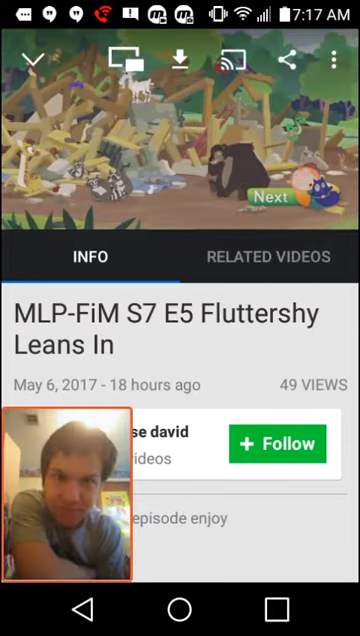 7:17 AM
Next
INFO
RELATED VIDEOS
MLP-FiM S7 E5 Fluttershy
Leans In
May 6, 2017 - 18 hours ago
49 VIEWS
se david
+ Follow
videos
episode enjoy